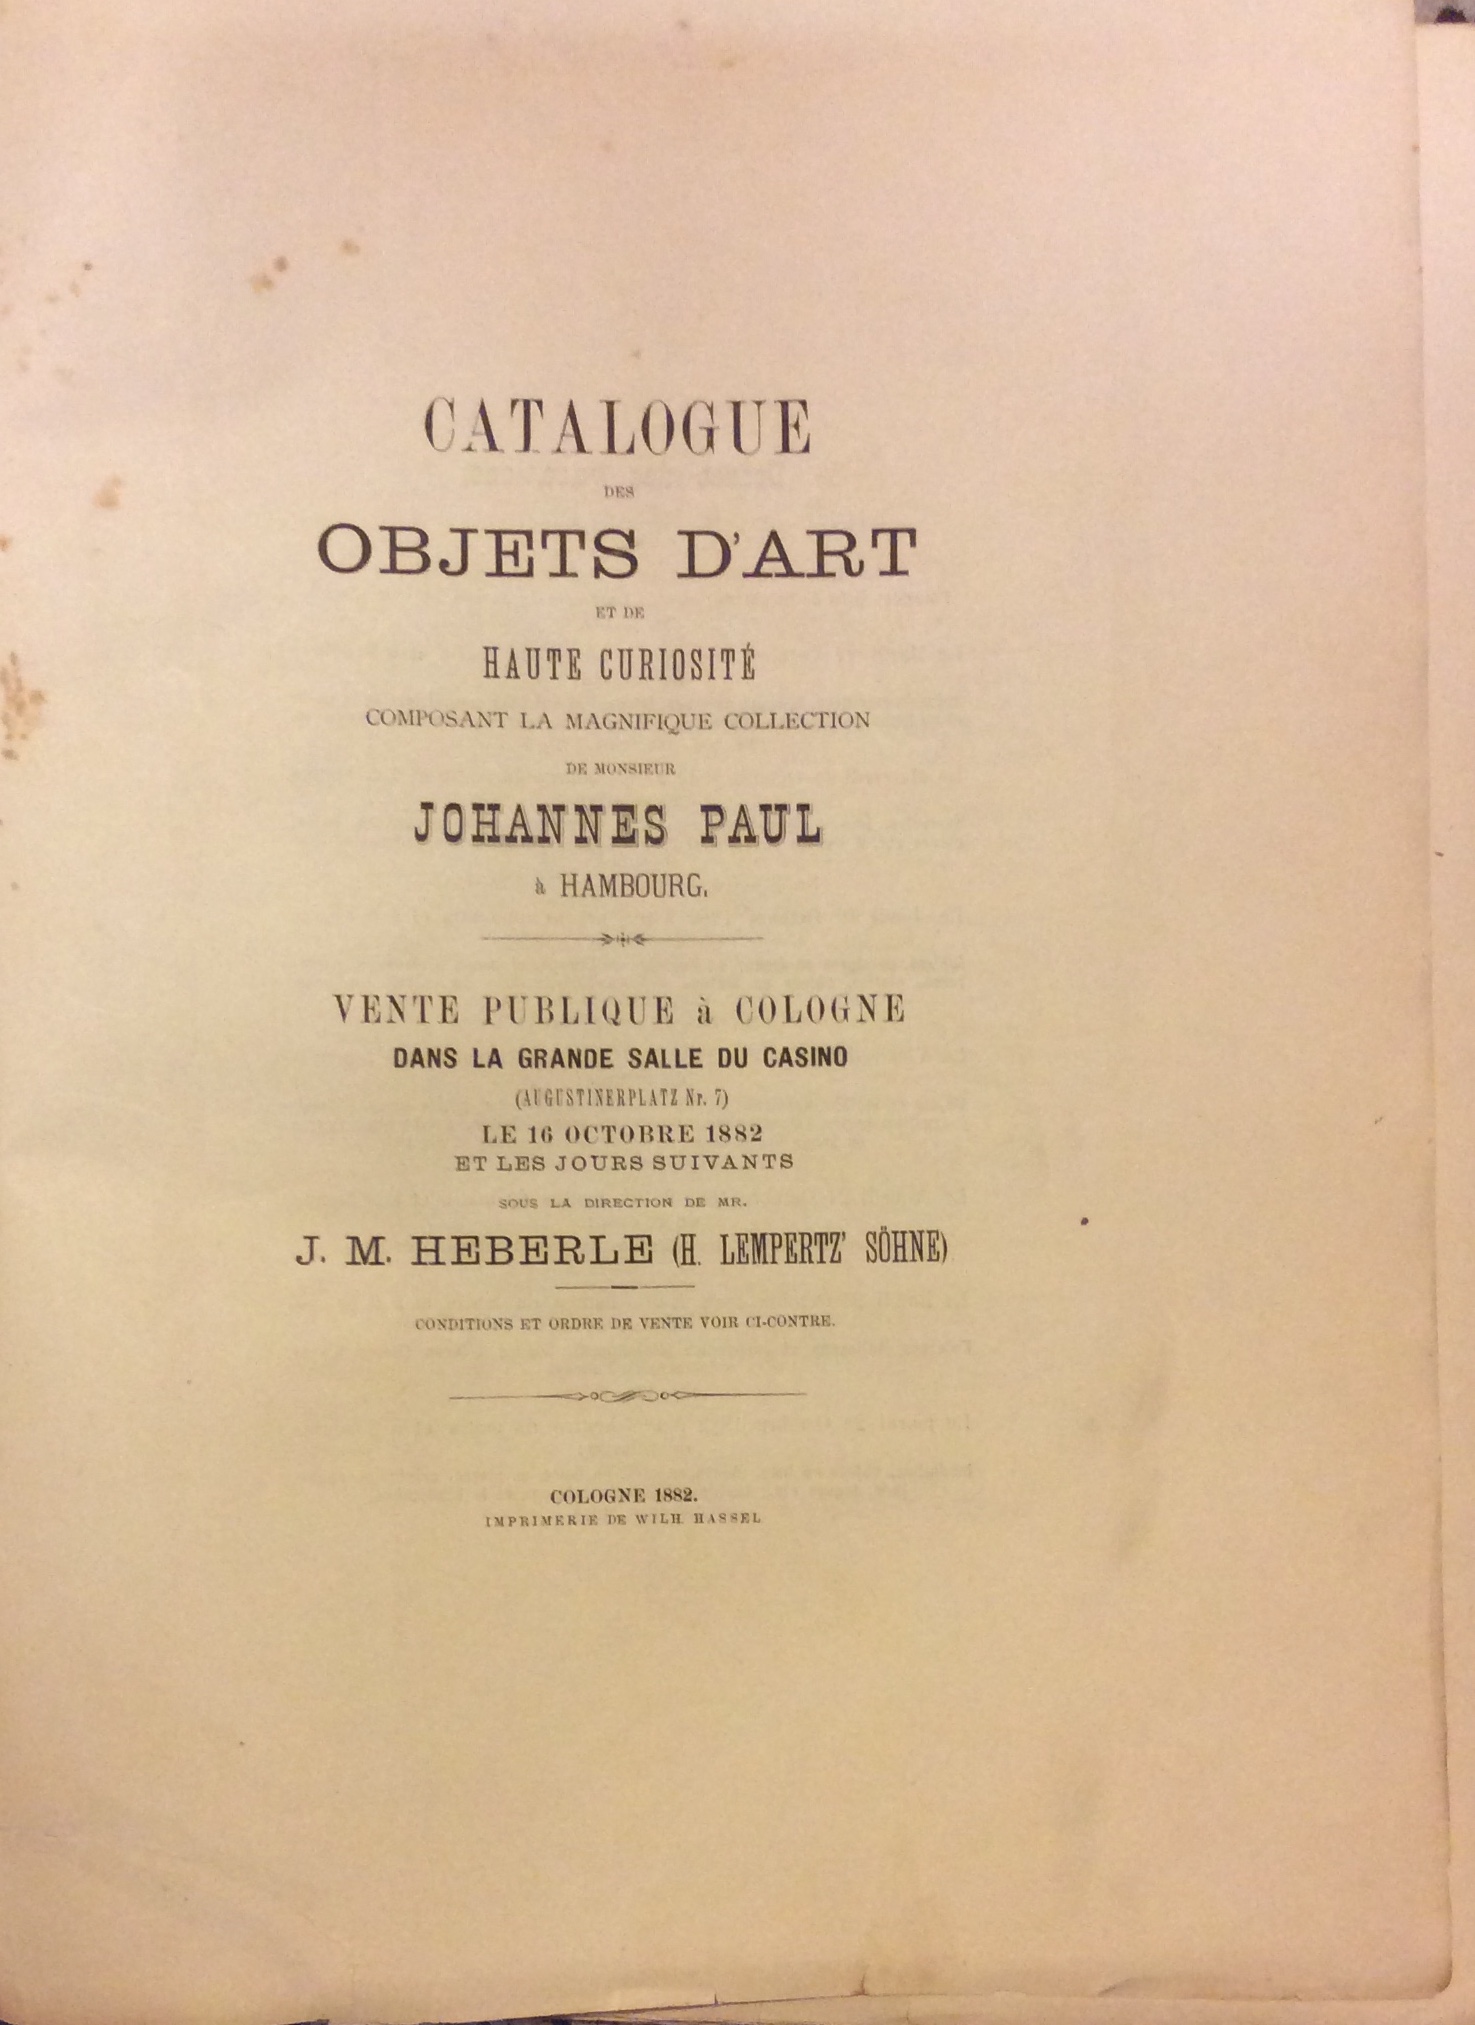 CATALOGUE
DES
OBJETS D'ART
ET DE
HAUTE CURIOSITÉ
COMPOSANT LA MAGNIFIQUE COLLECTION
DE MONSIEUR
JOHANNES PAUL
à HAMBOURG.
VENTE PUBLIQUE à COLOGNE
DANS LA GRANDE SALLE DU CASINO
(AUGUSTINERPLATZ Nr. 7)
LE 16 OCTOBRE 1882
ET LES JOURS SUIVANTS
SOUS LA DIRECTION DE MR.
J. M. HEBERLE (H. LEMPERTZ' SÖHNE)
CONDITIONS ET ORDRE DE VENTE VOIR CI-CONTRE.
COLOGNE 1882.
IMPRIMERIE DE WILH. HASSEL